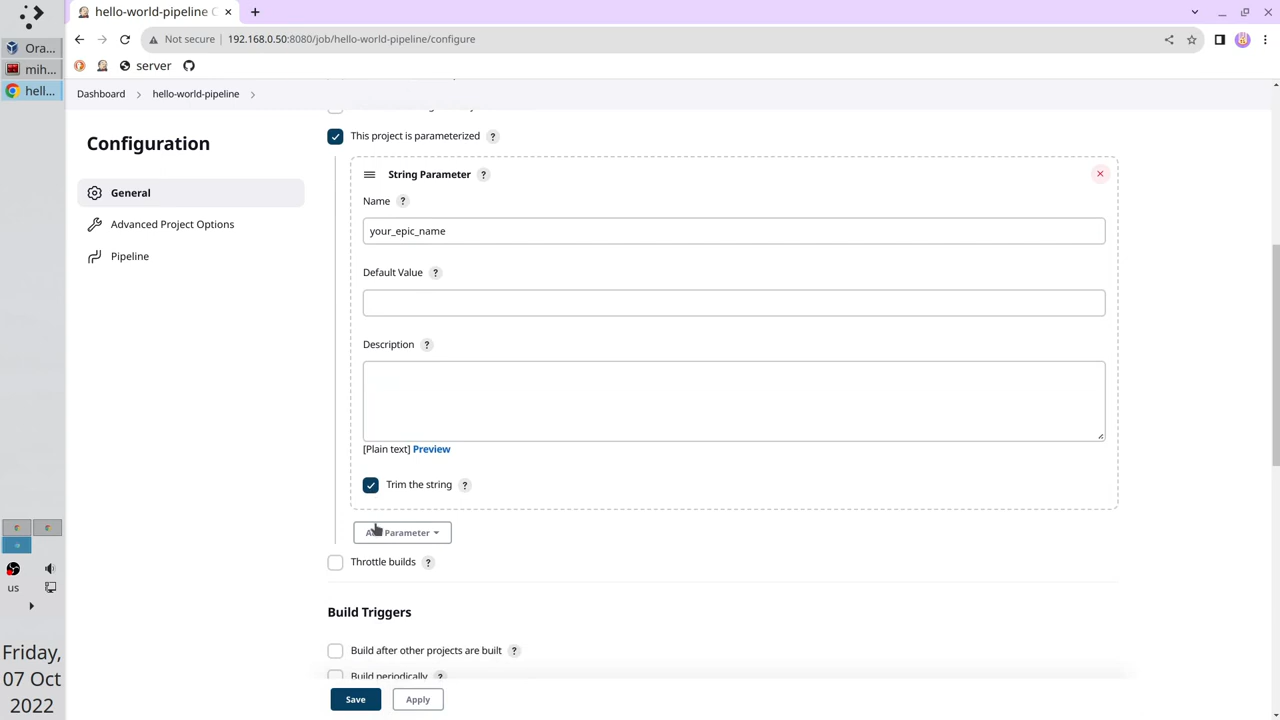 hello-world-pipeline C
Ora...
mih...
hell...
Not secure
192.168.0.50:8080/job/hello-world-pipeline/configure
server
Dashboard
hello-world-pipeline
Configuration
General
Advanced Project Options
Pipeline
This project is parameterized ?
String Parameter ?
Name ?
your_epic_name
Default Value ?
Description ?
[Plain text] Preview
Trim the string ?
Parameter
Throttle builds ?
Build Triggers
Build after other projects are built ?
Build periodically ?
Save
Apply
us
Friday,
07 Oct
2022